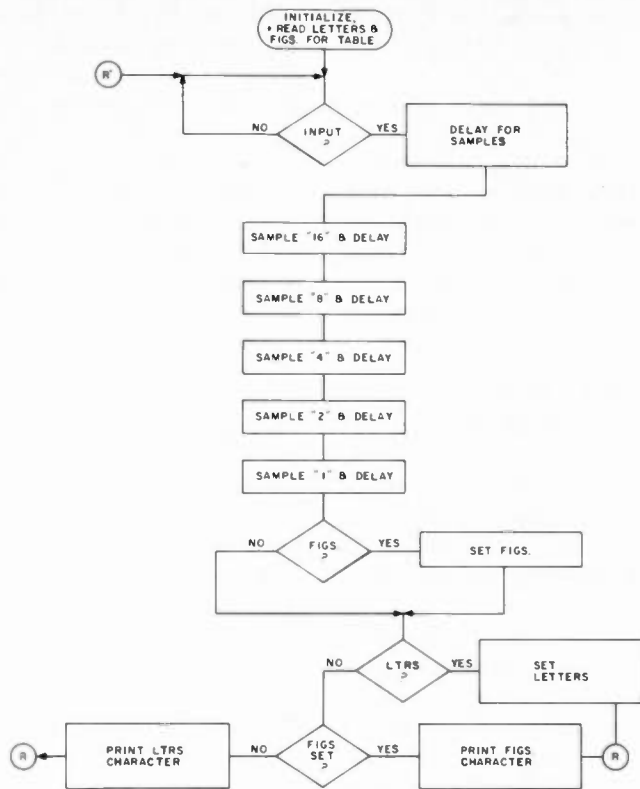 INITIALIZE,
READ LETTERS &
FIGS. FOR TABLE
R'
NO
INPUT
?
YES
DELAY FOR
SAMPLES
SAMPLE "16" & DELAY
SAMPLE "8" & DELAY
SAMPLE "4" & DELAY
SAMPLE "2" & DELAY
SAMPLE "1" & DELAY
NO
FIGS
?
YES
SET FIGS.
NO
LTRS
?
YES
SET
LETTERS
R
PRINT LTRS
CHARACTER
NO
FIGS
SET
?
YES
PRINT FIGS
CHARACTER
R